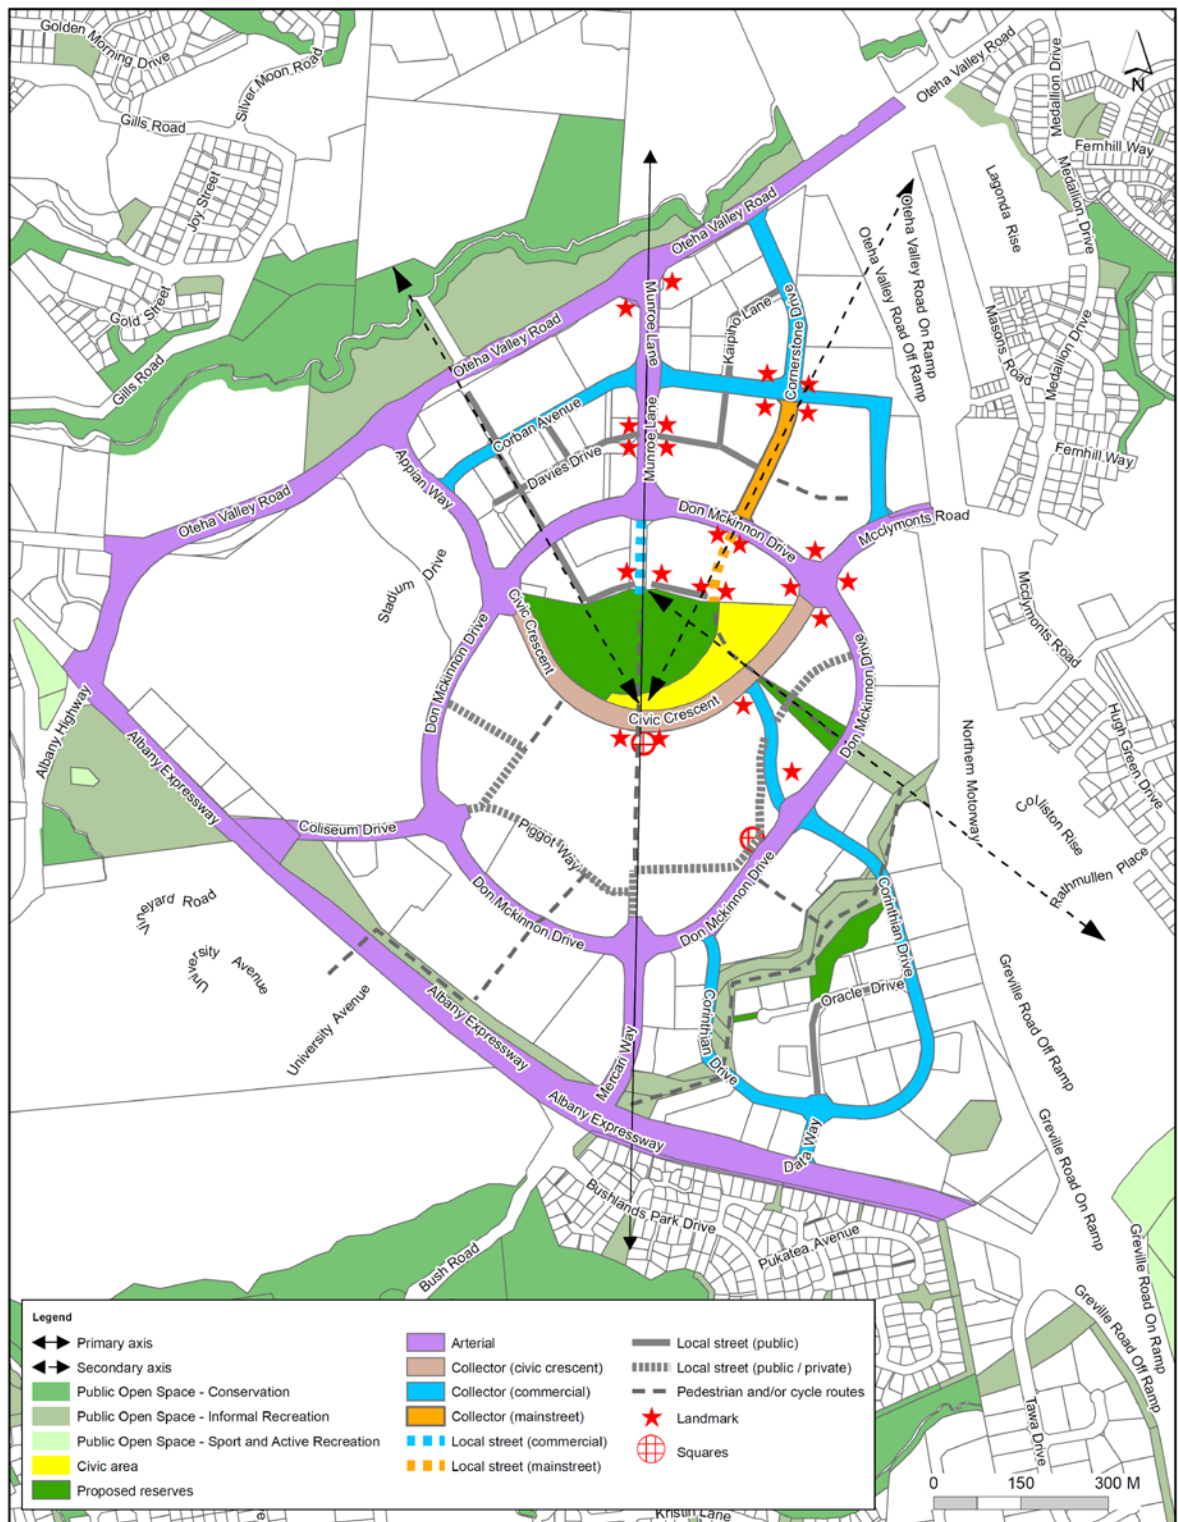 Golden Morning Drive
Silver Moon Road
Gills Road
Joy Street
Gold Street
Gills Road
Oteha Valley Road
Medallion Drive
Fernhill Way
Medallion Drive
Lagonda Rise
Oteha Valley Road On Ramp
Oteha Valley Road Off Ramp
Masons Road
Medallion Drive
Fernhill Way
N
Oteha Valley Road
Munroe Lane
Kaipiho Lane
Cornerstone Drive
Oteha Valley Road
Corban Avenue
Munroe Lane
Davies Drive
Appian Way
Oteha Valley Road
Don Mckinnon Drive
Mcclymonts Road
Stadium Drive
Civic Crescent
Mcclymonts Road
Don Mckinnon Drive
Don Mckinnon Drive
Don Mckinnon Drive
Civic Crescent
Albany Highway
Albany Expressway
Northern Motorway
Hugh Green Drive
Colliston Rise
Rathmullen Place
Coliseum Drive
Piggot Way
Don Mckinnon Drive
Don Mckinnon Drive
Corinthian Drive
Vineyard Road
University Avenue
University Avenue
Albany Expressway
Oracle Drive
Corinthian Drive
Mercari Way
Greville Road Off Ramp
Albany Expressway
Data Way
Greville Road On Ramp
Bushlands Park Drive
Pukatea Avenue
Bush Road
Greville Road On Ramp
Greville Road Off Ramp
Tawa Drive
Kristin Lane
Legend
Primary axis
Secondary axis
Public Open Space - Conservation
Public Open Space - Informal Recreation
Public Open Space - Sport and Active Recreation
Civic area
Proposed reserves
Arterial
Collector (civic crescent)
Collector (commercial)
Collector (mainstreet)
Local street (commercial)
Local street (mainstreet)
Local street (public)
Local street (public / private)
Pedestrian and/or cycle routes
Landmark
Squares
0 150 300 M